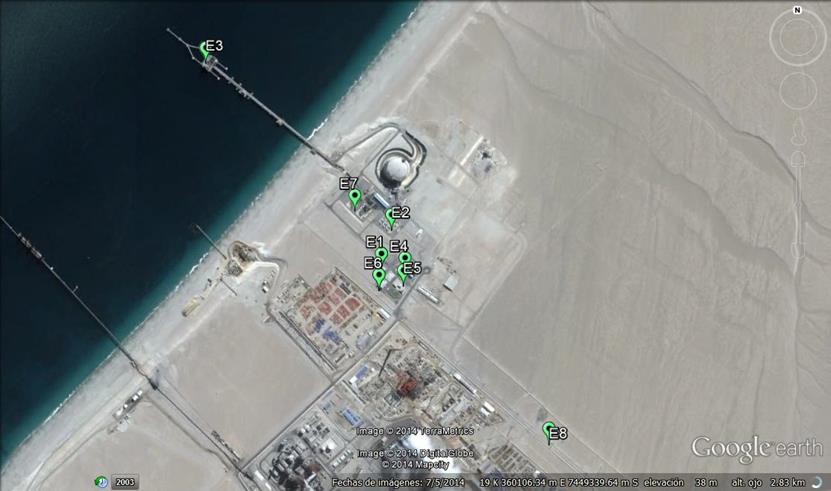 N
E3
E7
E2
E1
E4
E6
E5
E8
Image © 2014 TerraMetrics
Image © 2014 DigitalGlobe
© 2014 Mapcity
Google earth
2003
Fechas de imágenes: 7/5/2014 19 K 360106.34 m E 7449339.64 m S elevación 38 m alt. ojo 2.83 km